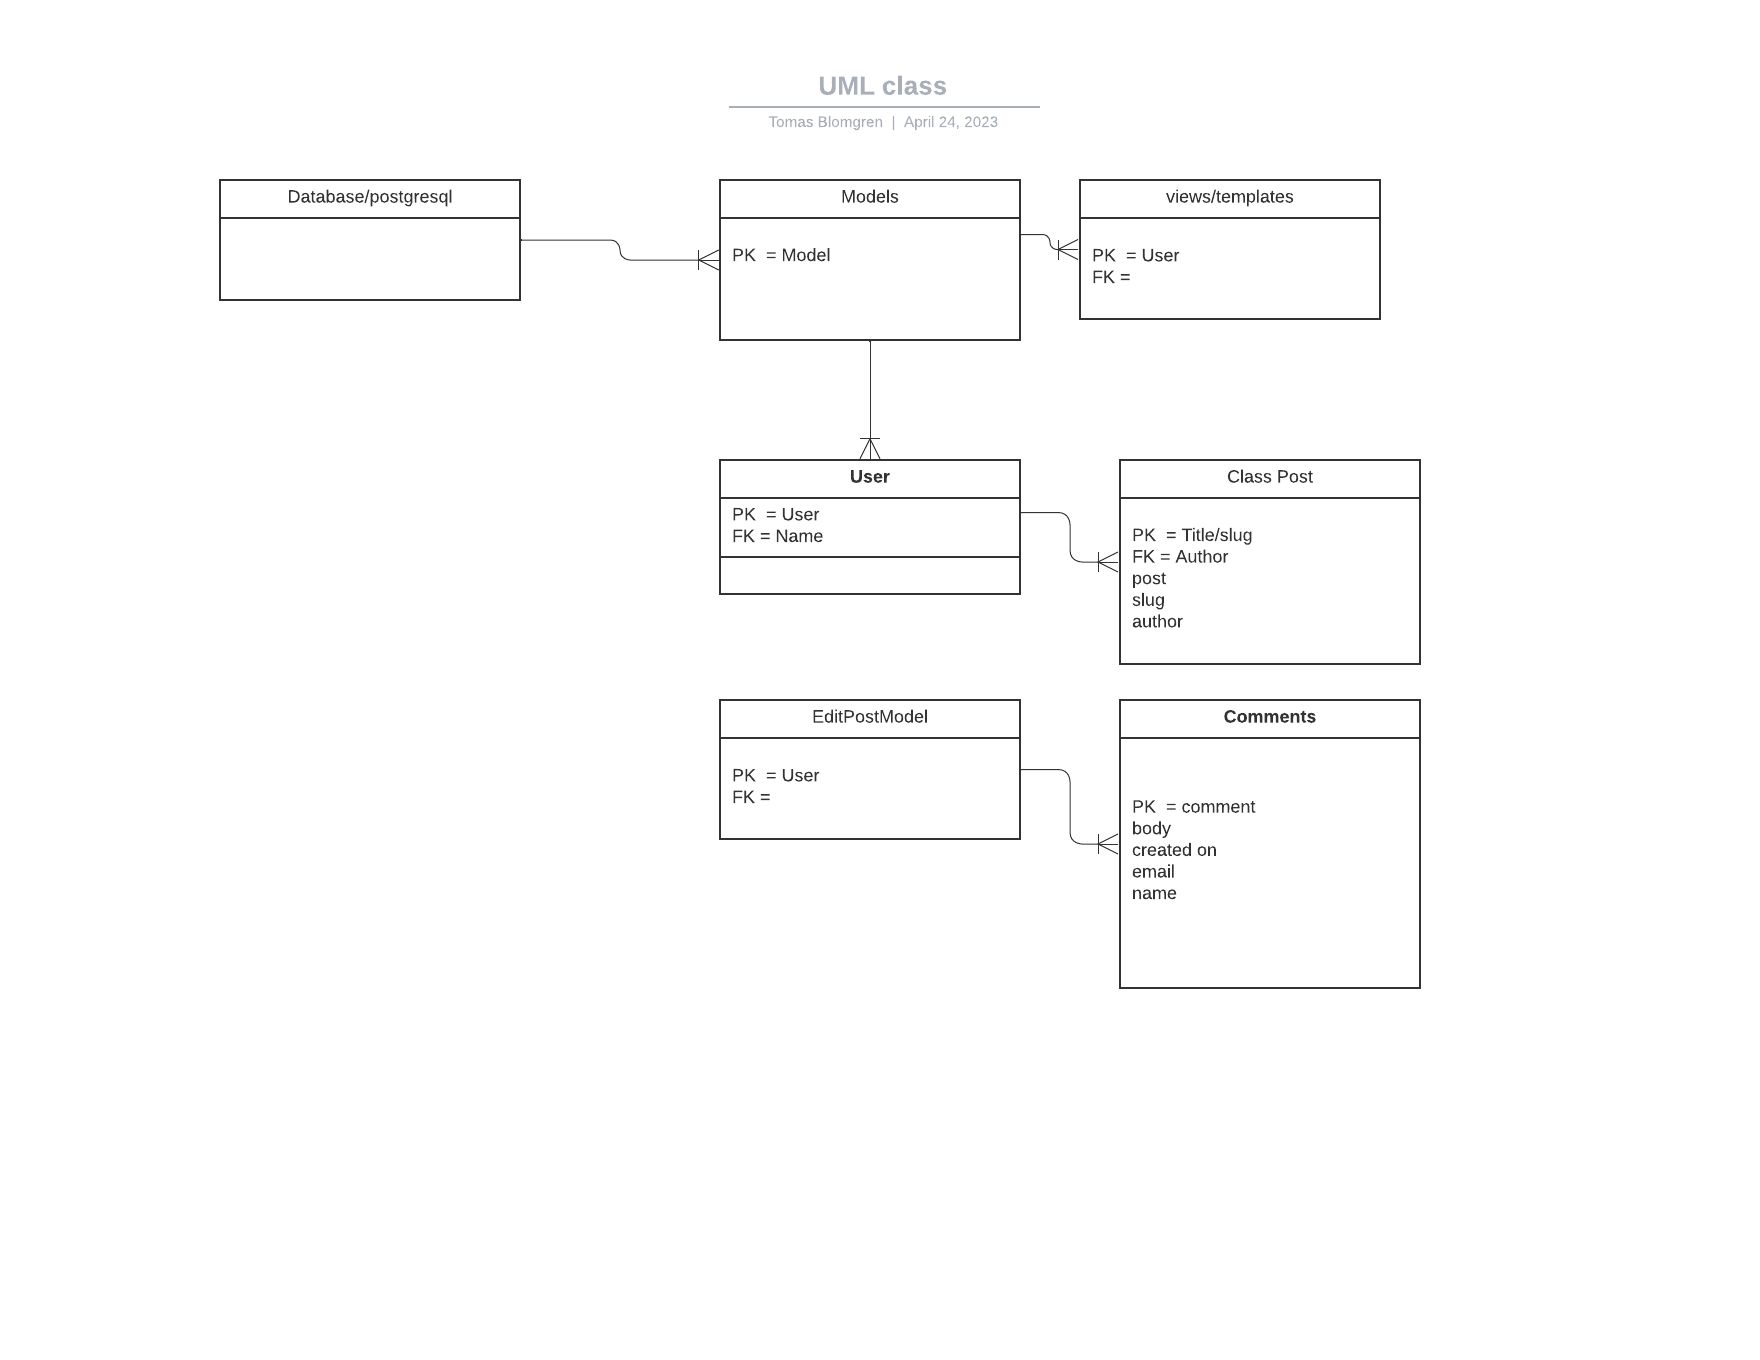 UML class
Tomas Blomgren | April 24, 2023
Database/postgresql
Models
PK = Model
views/templates
PK = User
FK =
User
PK = User
FK = Name
Class Post
PK = Title/slug
FK = Author
post
slug
author
EditPostModel
PK = User
FK =
Comments
PK = comment
body
created on
email
name